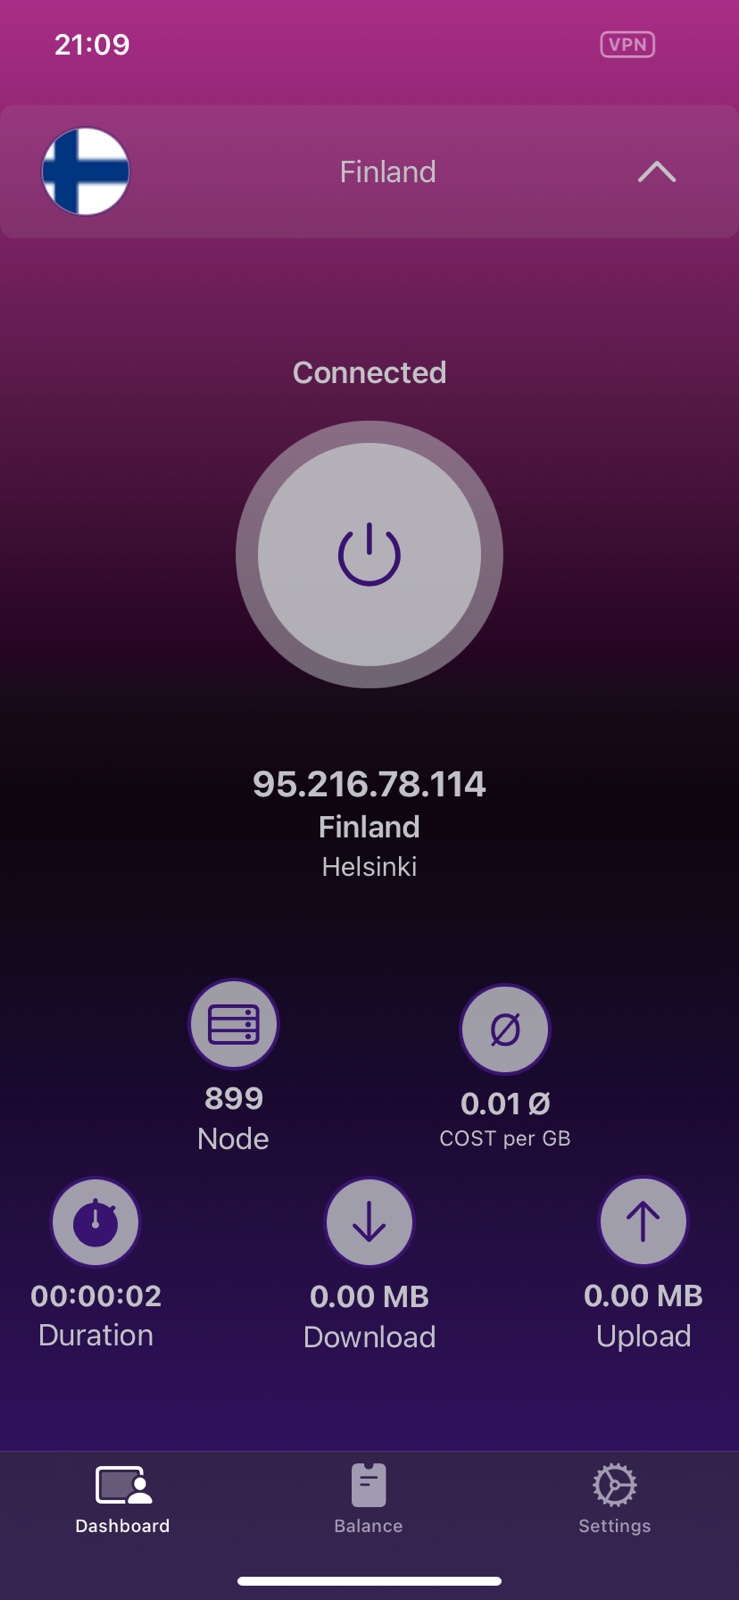 21:09
VPN
Finland
Connected
95.216.78.114
Finland
Helsinki
899
Node
0.01 Ø
COST per GB
00:00:02
Duration
0.00 MB
Download
0.00 MB
Upload
Dashboard
Balance
Settings